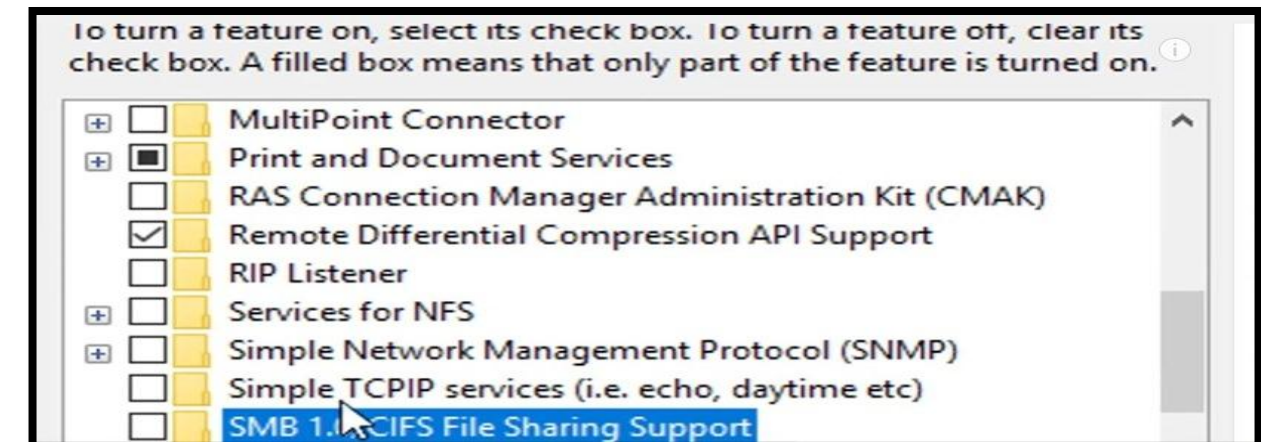 To turn a feature on, select its check box. To turn a feature off, clear its
check box. A filled box means that only part of the feature is turned on.
MultiPoint Connector
Print and Document Services
RAS Connection Manager Administration Kit (CMAK)
Remote Differential Compression API Support
RIP Listener
Services for NFS
Simple Network Management Protocol (SNMP)
Simple TCPIP services (i.e. echo, daytime etc)
SMB 1.0/CIFS File Sharing Support